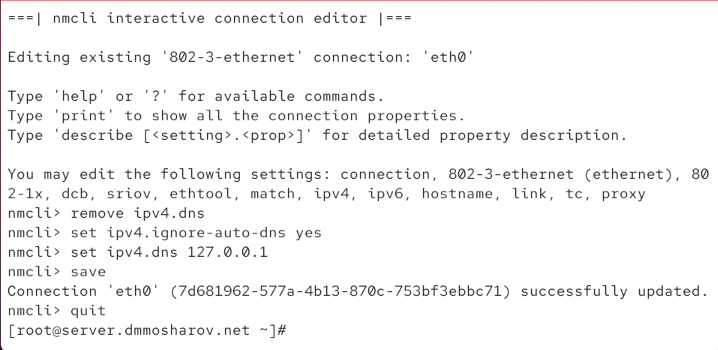 ===| nmcli interactive connection editor |===
Editing existing '802-3-ethernet' connection: 'eth0'
Type 'help' or '?' for available commands.
Type 'print' to show all the connection properties.
Type 'describe [<setting>.<prop>]' for detailed property description.
You may edit the following settings: connection, 802-3-ethernet (ethernet), 80
2-1x, dcb, sriov, ethtool, match, ipv4, ipv6, hostname, link, tc, proxy
nmcli> remove ipv4.dns
nmcli> set ipv4.ignore-auto-dns yes
nmcli> set ipv4.dns 127.0.0.1
nmcli> save
Connection 'eth0' (7d681962-577a-4b13-870c-753bf3ebbc71) successfully updated.
nmcli> quit
[root@server.dmmosharov.net ~]#